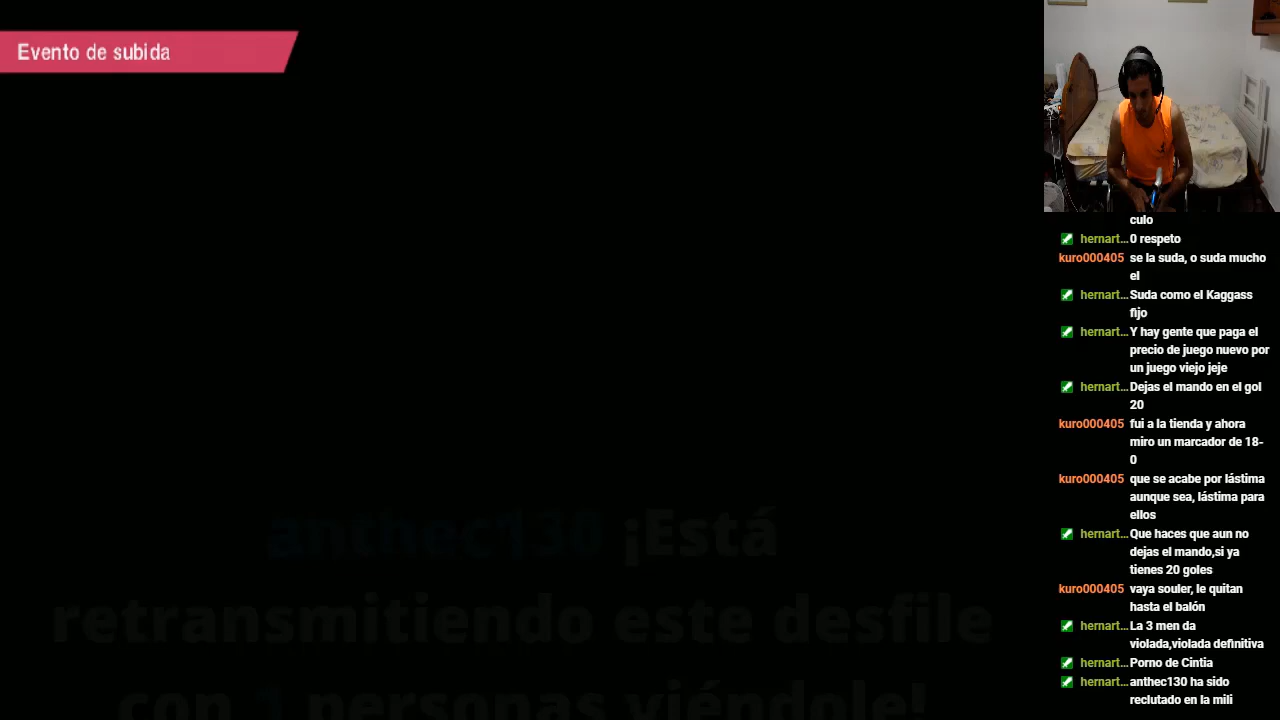 Evento de subida
anthec130 ¡Está
retransmitiendo este desfile
con 1 personas viéndole!
culo
hernart... 0 respeto
kuro000405 se la suda, o suda mucho
el
hernart... Suda como el Kaggass
fijo
hernart... Y hay gente que paga el
precio de juego nuevo por
un juego viejo jeje
hernart... Dejas el mando en el gol
20
kuro000405 fui a la tienda y ahora
miro un marcador de 18-
0
kuro000405 que se acabe por lástima
aunque sea, lástima para
ellos
hernart... Que haces que aun no
dejas el mando,si ya
tienes 20 goles
kuro000405 vaya souler, le quitan
hasta el balón
hernart... La 3 men da
violada,violada definitiva
hernart... Porno de Cintia
hernart... anthec130 ha sido
reclutado en la mili